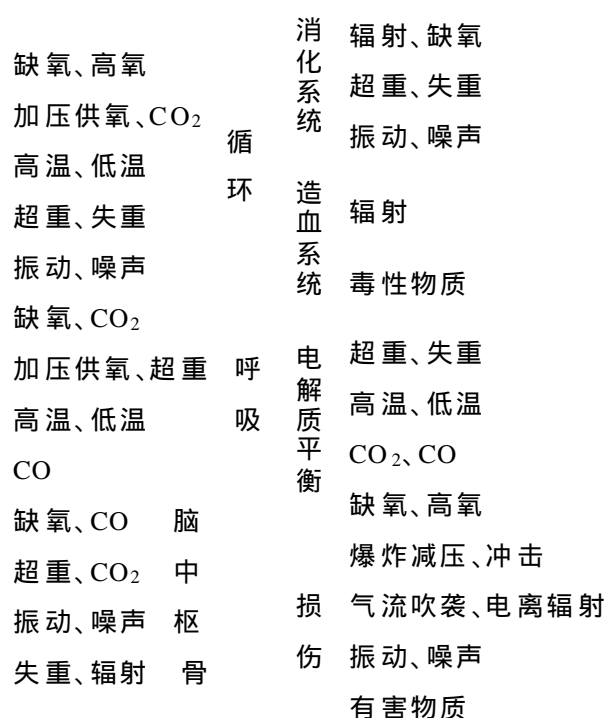 缺氧、高氧
加压供氧、CO2
高温、低温
超重、失重
振动、噪声
循环
缺氧、CO2
加压供氧、超重
高温、低温
CO
呼吸
缺氧、CO
超重、CO2
振动、噪声
失重、辐射
脑中枢
骨
消化系统
辐射、缺氧
超重、失重
振动、噪声
造血系统
辐射
毒性物质
电解质平衡
超重、失重
高温、低温
CO2、CO
缺氧、高氧
损伤
爆炸减压、冲击
气流吹袭、电离辐射
振动、噪声
有害物质